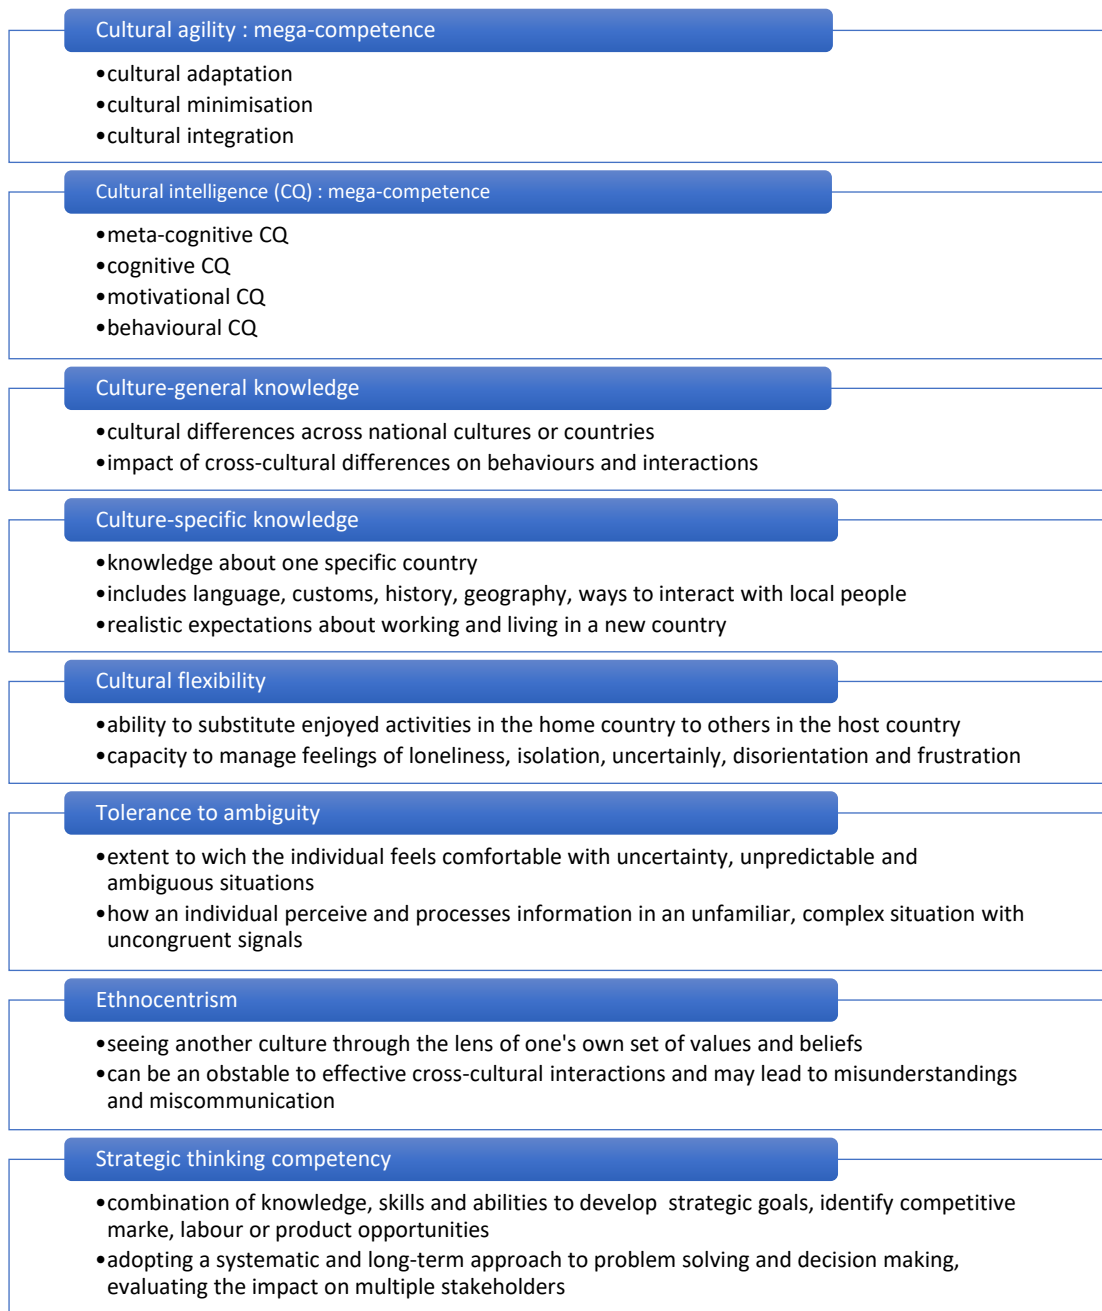 Cultural agility : mega-competence
•cultural adaptation
•cultural minimisation
•cultural integration
Cultural intelligence (CQ) : mega-competence
•meta-cognitive CQ
•cognitive CQ
•motivational CQ
•behavioural CQ
Culture-general knowledge
•cultural differences across national cultures or countries
•impact of cross-cultural differences on behaviours and interactions
Culture-specific knowledge
•knowledge about one specific country
•includes language, customs, history, geography, ways to interact with local people
•realistic expectations about working and living in a new country
Cultural flexibility
•ability to substitute enjoyed activities in the home country to others in the host country
•capacity to manage feelings of loneliness, isolation, uncertainly, disorientation and frustration
Tolerance to ambiguity
•extent to wich the individual feels comfortable with uncertainty, unpredictable and
ambiguous situations
•how an individual perceive and processes information in an unfamiliar, complex situation with
uncongruent signals
Ethnocentrism
•seeing another culture through the lens of one's own set of values and beliefs
•can be an obstable to effective cross-cultural interactions and may lead to misunderstandings
and miscommunication
Strategic thinking competency
•combination of knowledge, skills and abilities to develop  strategic goals, identify competitive
marke, labour or product opportunities
•adopting a systematic and long-term approach to problem solving and decision making,
evaluating the impact on multiple stakeholders